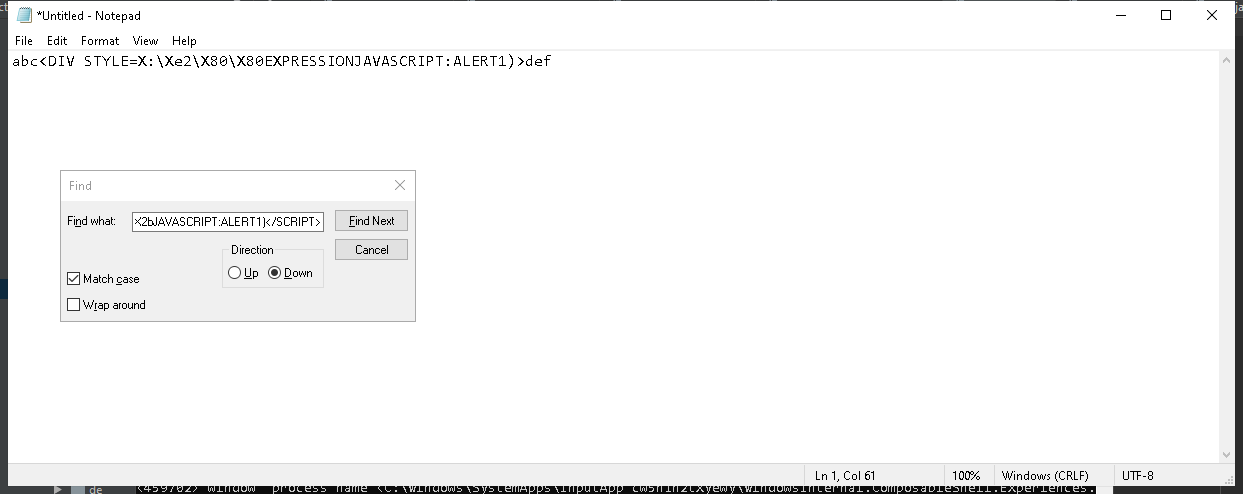 *Untitled - Notepad
File Edit Format View Help
abc<DIV STYLE=X:\Xe2\X80\X80EXPRESSIONJAVASCRIPT:ALERT1)>def
Find
Find what: X2bJAVASCRIPT:ALERT1)</SCRIPT> Find Next
Direction Cancel
Up Down
Match case
Wrap around
Ln 1, Col 61 100% Windows (CRLF) UTF-8
de